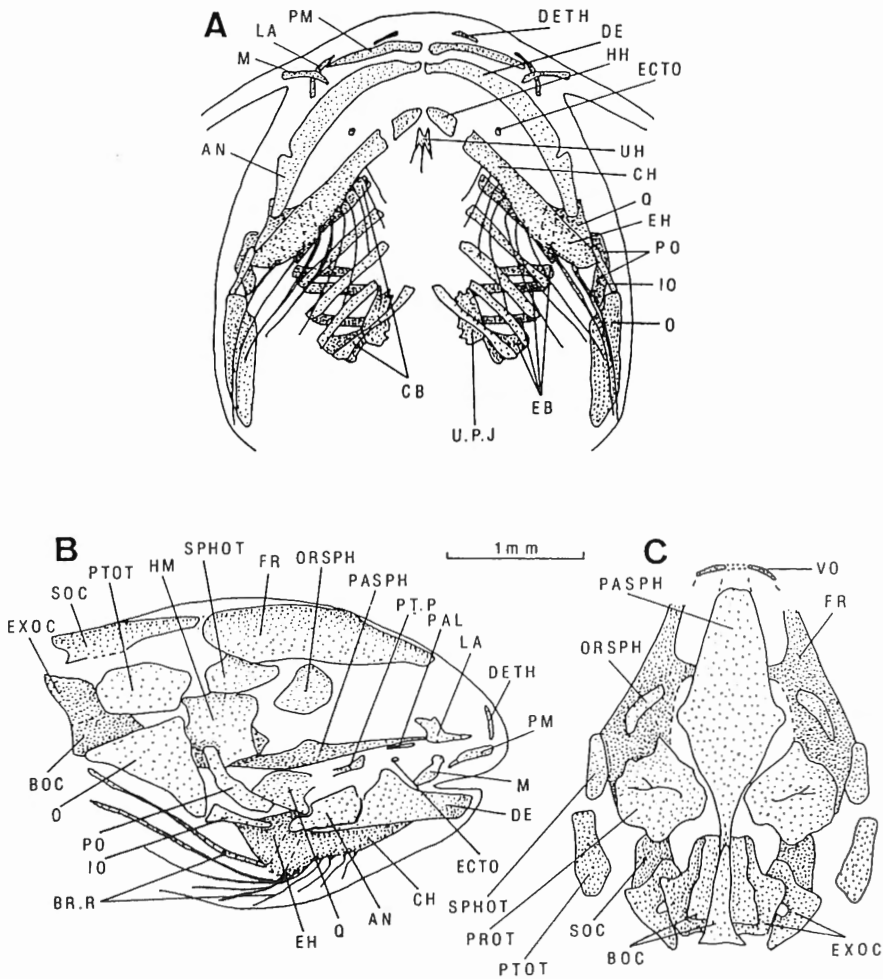 A
PM
LA
M
AN
DETH
DE
HH
ECTO
UH
CH
Q
EH
PO
IO
O
CB
EB
U.P.J
B
1mm
C
SPHOT
HM
PTOT
SOC
EXOC
FR
ORSPH
PASPH
PT.P
PAL
LA
DETH
PM
M
DE
ECTO
CH
AN
Q
EH
BR.R
IO
PO
O
BOC
VO
PASPH
FR
ORSPH
SPHOT
PROT
PTOT
SOC
BOC
EXOC